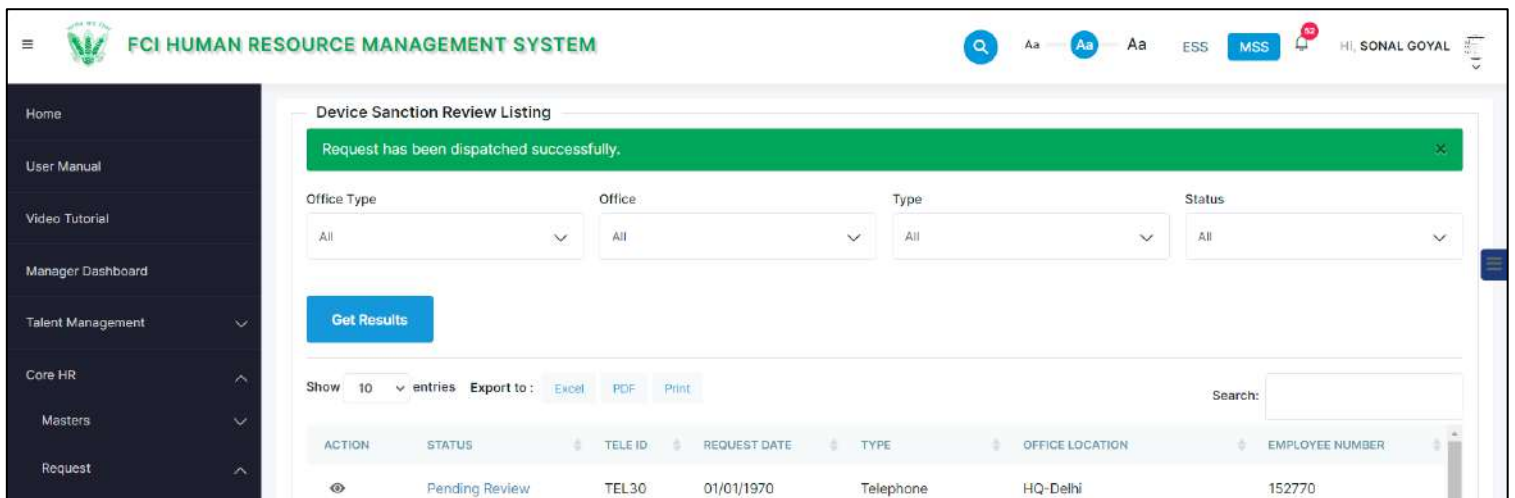 FCI HUMAN RESOURCE MANAGEMENT SYSTEM
Aa Aa Aa ESS MSS 52 Hi, SONAL GOYAL
Home
User Manual
Video Tutorial
Manager Dashboard
Talent Management
Core HR
Masters
Request
Device Sanction Review Listing
Request has been dispatched successfully. ×
Office Type Office Type Status
All All All All
Get Results
Show 10 entries Export to : Excel PDF Print Search:
ACTION STATUS TELE ID REQUEST DATE TYPE OFFICE LOCATION EMPLOYEE NUMBER
Pending Review TEL30 01/01/1970 Telephone HQ-Delhi 152770